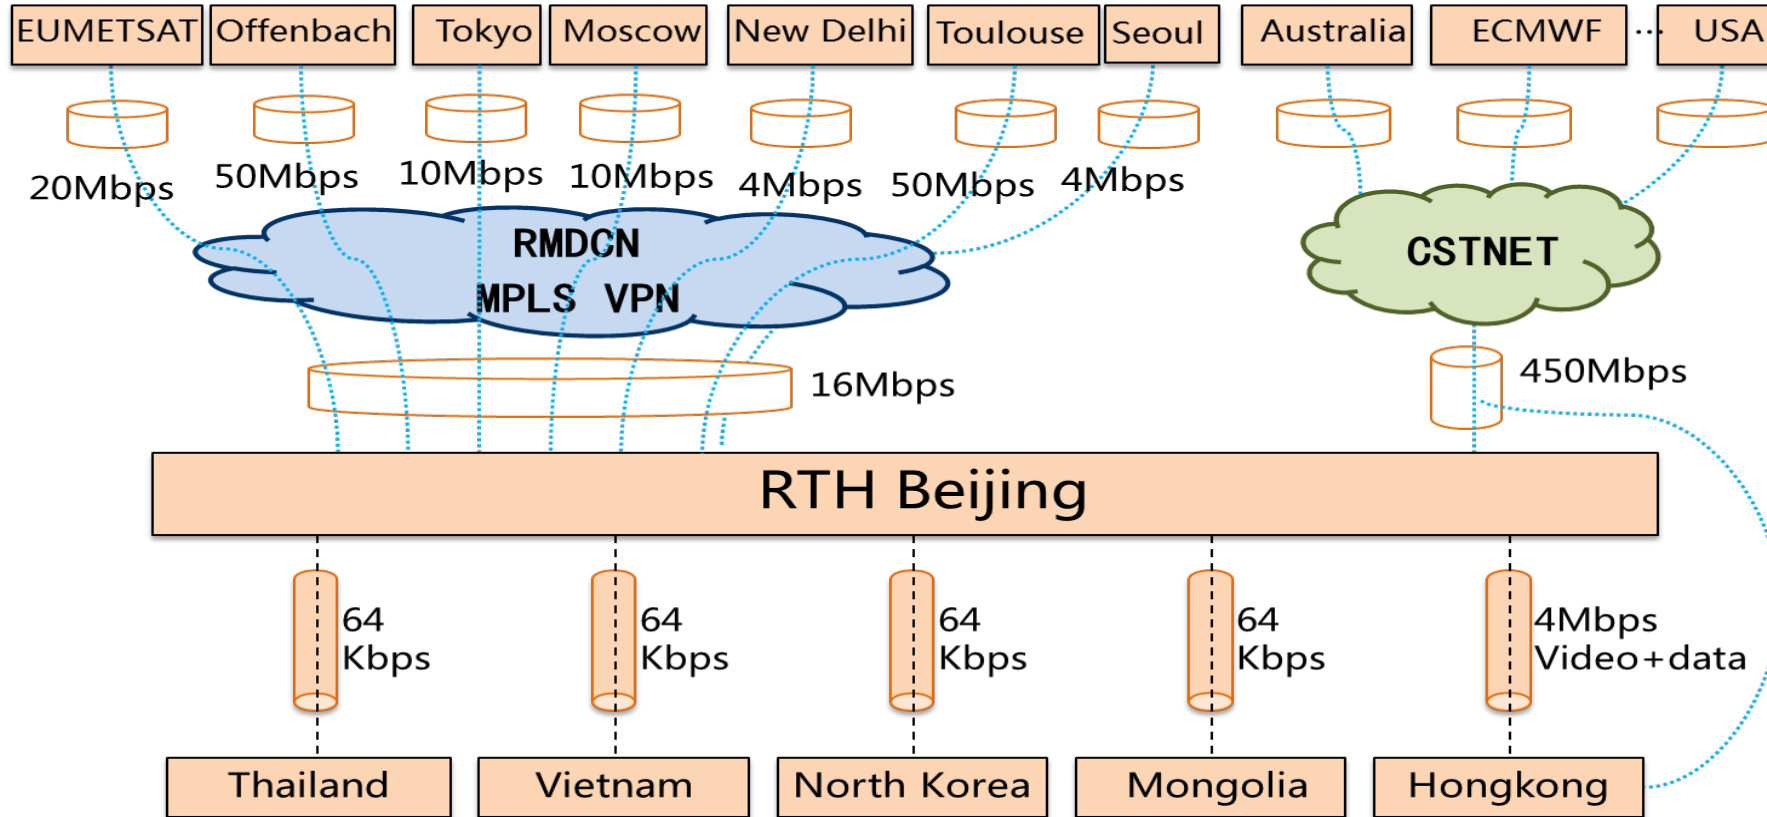 EUMETSAT
Offenbach
Tokyo
Moscow
New Delhi
Toulouse
Seoul
Australia
ECMWF
...
USA
20Mbps
50Mbps
10Mbps
10Mbps
4Mbps
50Mbps
4Mbps
RMDCN
MPLS VPN
CSTNET
16Mbps
450Mbps
RTH Beijing
64
Kbps
64
Kbps
64
Kbps
64
Kbps
4Mbps
Video+data
Thailand
Vietnam
North Korea
Mongolia
Hongkong